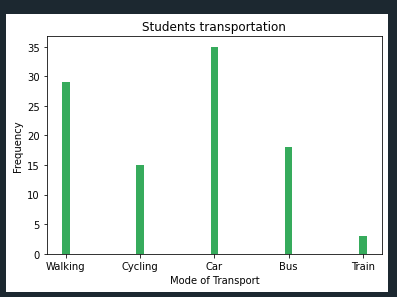 Students transportation
35
30
25
20
15
10
5
0
Frequency
Walking Cycling Car Bus Train
Mode of Transport